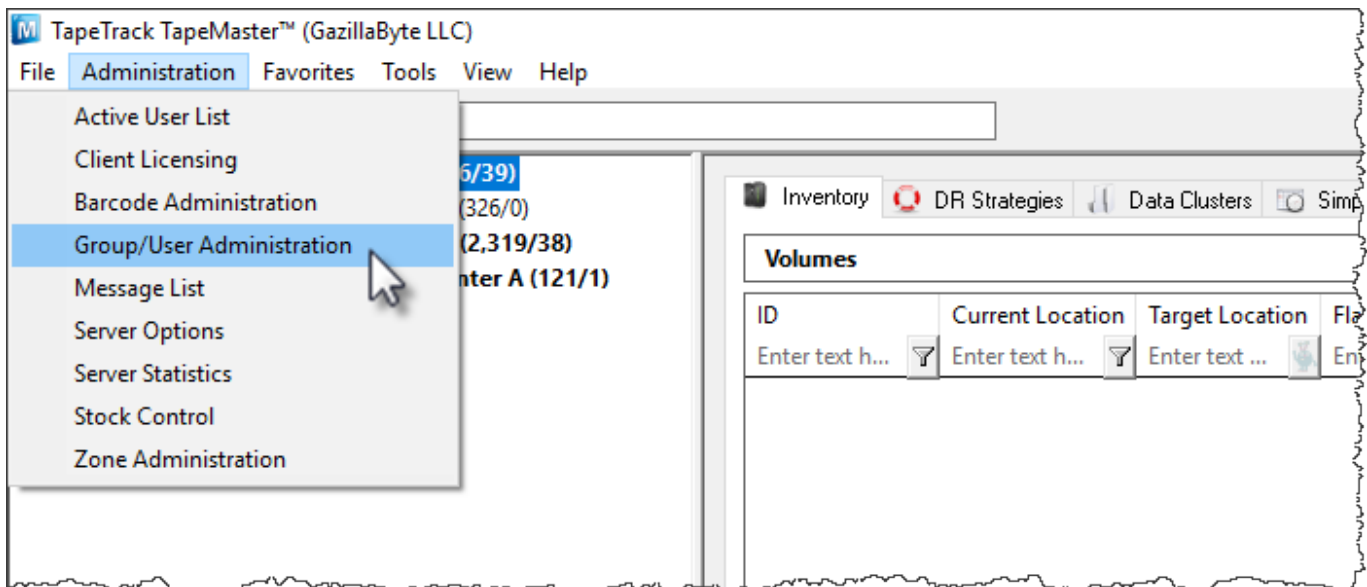 TapeTrack TapeMaster™ (GazillaByte LLC)
File Administration Favorites Tools View Help
Active User List
Client Licensing
Barcode Administration
Group/User Administration
Message List
Server Options
Server Statistics
Stock Control
Zone Administration
6/39)
(326/0)
(2,319/38)
nter A (121/1)
Inventory DR Strategies Data Clusters Simp
Volumes
ID Current Location Target Location Fla
Enter text h... Enter text h... Enter text ... En